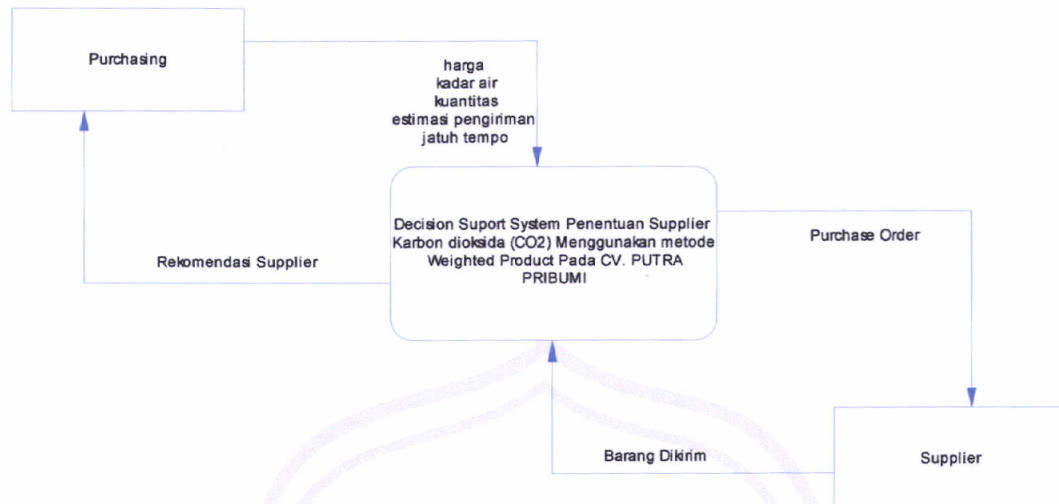 Purchasing
harga
kadar air
kuantitas
estimasi pengiriman
jatuh tempo
Decision Suport System Penentuan Supplier
Karbon dioksida (CO2) Menggunakan metode
Weighted Product Pada CV. PUTRA
PRIBUMI
Purchase Order
Rekomendasi Supplier
Barang Dikirim
Supplier